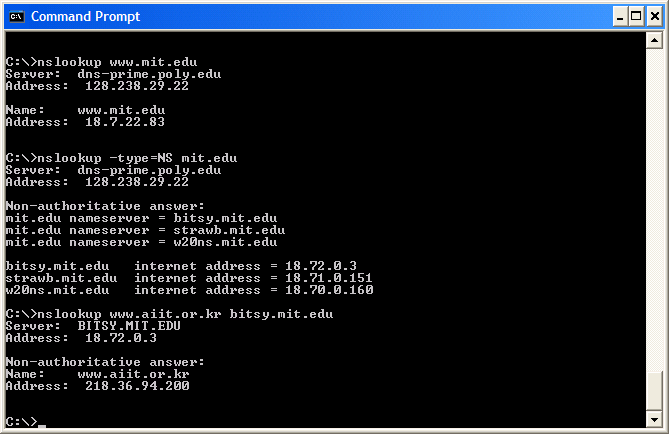 Command Prompt
C:\>nslookup www.mit.edu
Server:  dns-prime.poly.edu
Address:  128.238.29.22
Name:    www.mit.edu
Address:  18.7.22.83
C:\>nslookup -type=NS mit.edu
Server:  dns-prime.poly.edu
Address:  128.238.29.22
Non-authoritative answer:
mit.edu nameserver = bitsy.mit.edu
mit.edu nameserver = strawb.mit.edu
mit.edu nameserver = w20ns.mit.edu
bitsy.mit.edu   internet address = 18.72.0.3
strawb.mit.edu  internet address = 18.71.0.151
w20ns.mit.edu   internet address = 18.70.0.160
C:\>nslookup www.aiit.or.kr bitsy.mit.edu
Server:  BITSY.MIT.EDU
Address:  18.72.0.3
Non-authoritative answer:
Name:    www.aiit.or.kr
Address:  218.36.94.200
C:\>_